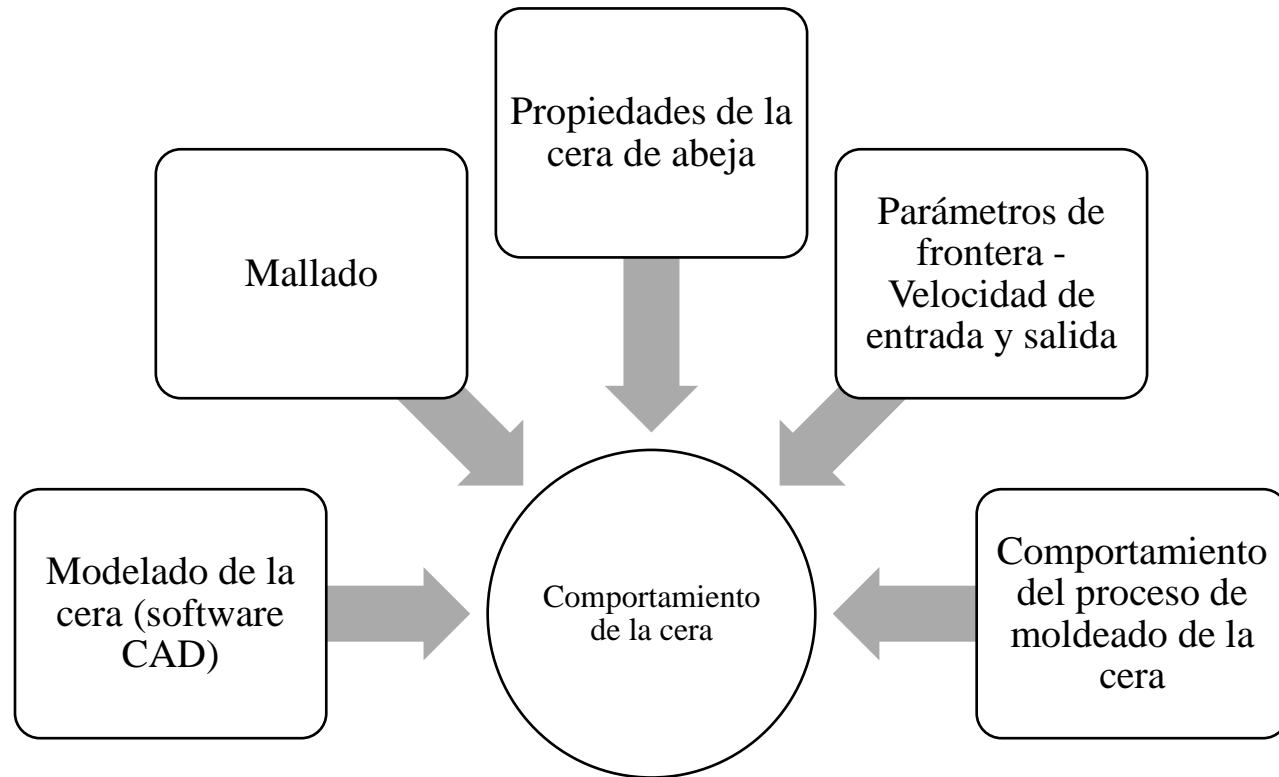 Propiedades de la
cera de abeja
Mallado
Parámetros de
frontera -
Velocidad de
entrada y salida
Modelado de la
cera (software
CAD)
Comportamiento
de la cera
Comportamiento
del proceso de
moldeado de la
cera